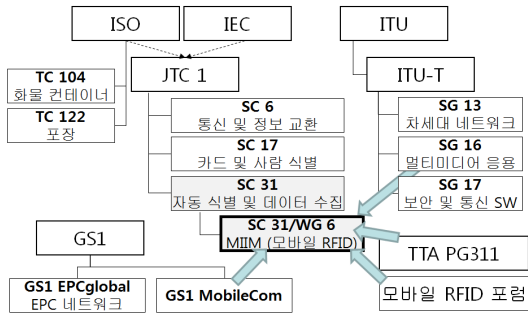 ISO
IEC
ITU
JTC 1
ITU-T
TC 104
화물 컨테이너
TC 122
포장
SC 6
통신 및 정보 교환
SC 17
카드 및 사람 식별
SC 31
자동 식별 및 데이터 수집
SC 31/WG 6
MIIM (모바일 RFID)
SG 13
차세대 네트워크
SG 16
멀티미디어 응용
SG 17
보안 및 통신 SW
GS1
GS1 EPCglobal
EPC 네트워크
GS1 MobileCom
TTA PG311
모바일 RFID 포럼